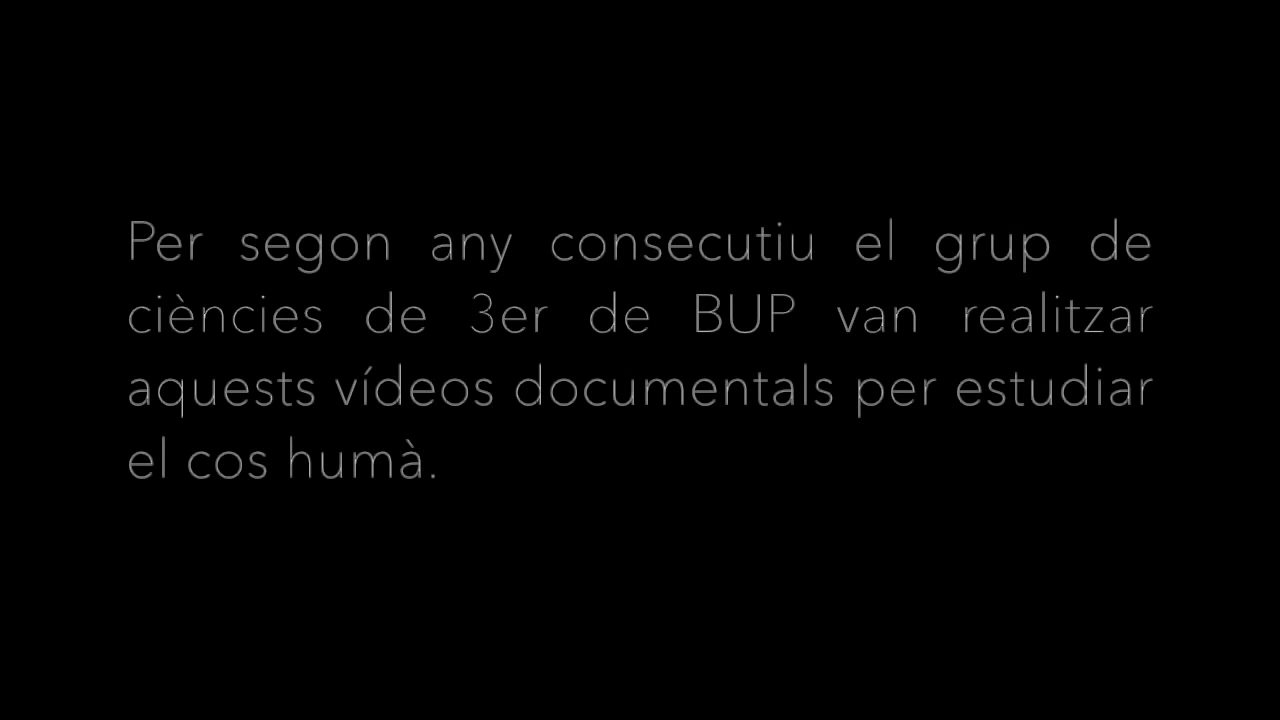 Per segon any consecutiu el grup de
ciències de 3er de BUP van realitzar
aquests vídeos documentals per estudiar
el cos humà.